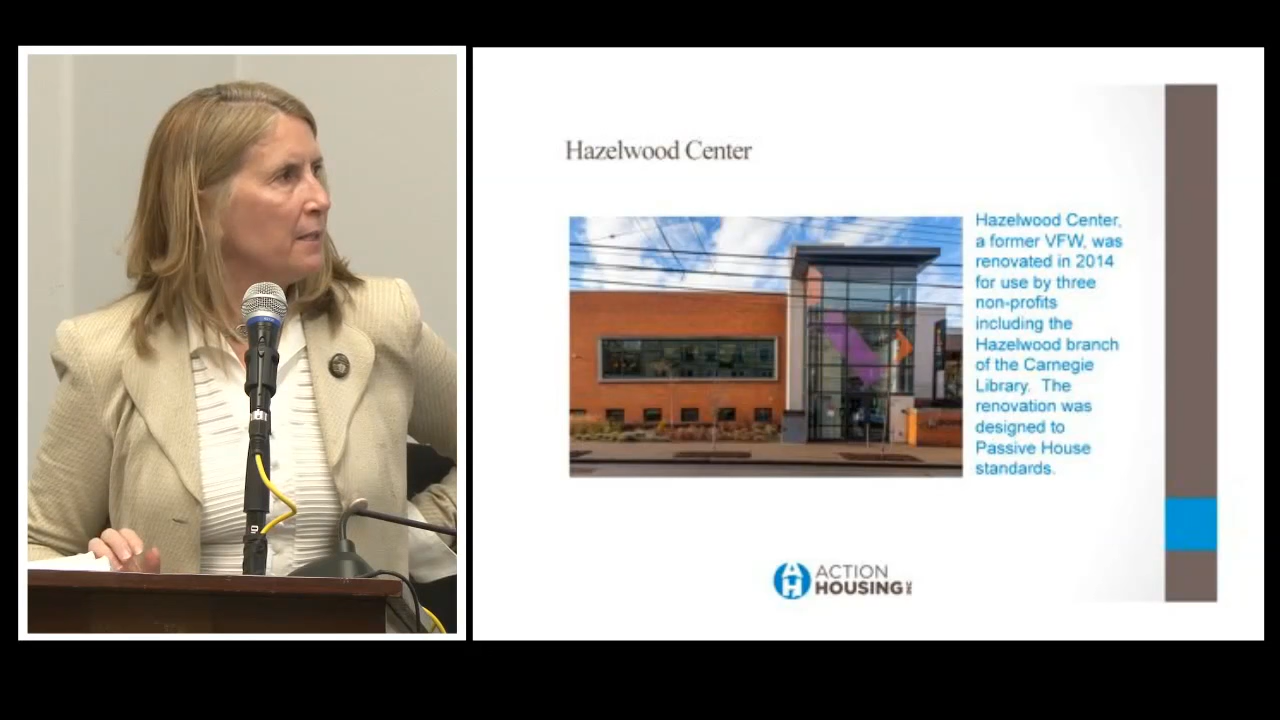 Hazelwood Center
Hazelwood Center,
a former VFW, was
renovated in 2014
for use by three
non-profits
including the
Hazelwood branch
of the Carnegie
Library. The
renovation was
designed to
Passive House
standards.
ACTION
HOUSING INC